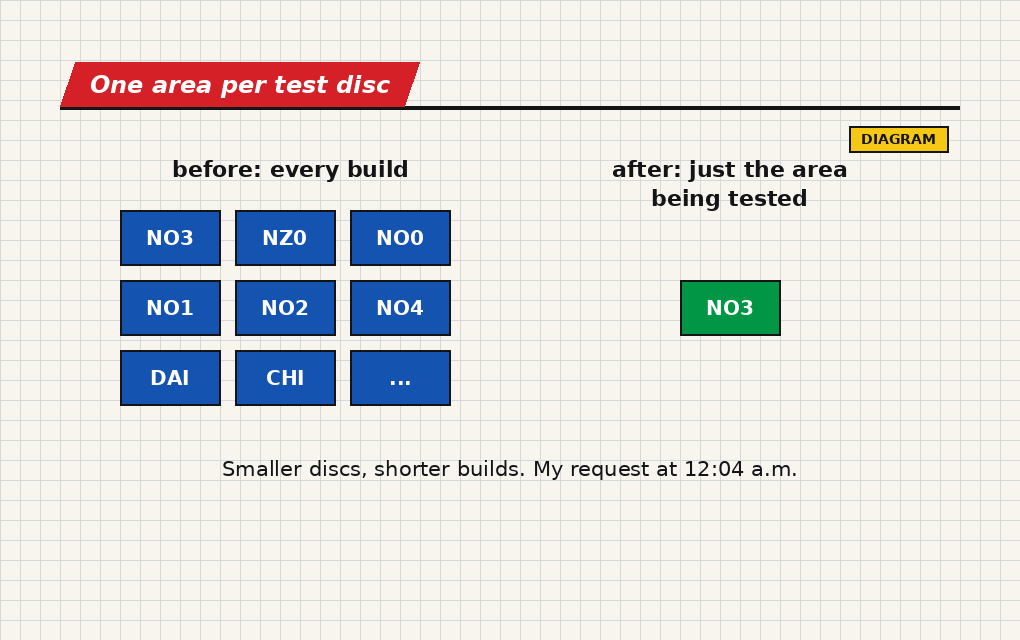 One area per test disc
DIAGRAM
before: every build
NO3 NZ0 NO0
NO1 NO2 NO4
DAI CHI ...
after: just the area
being tested
NO3
Smaller discs, shorter builds. My request at 12:04 a.m.